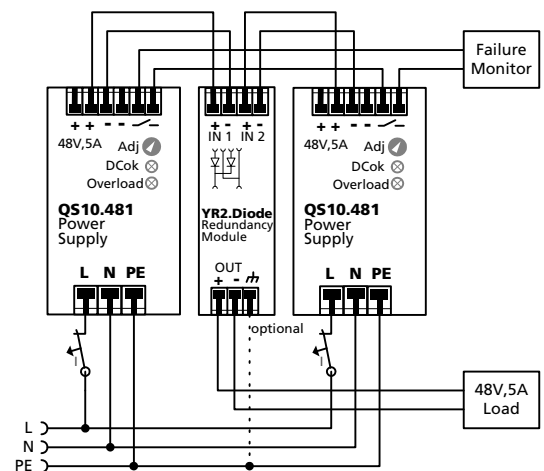 Failure
Monitor
+ + - -
48V,5A
Adj
DCok
Overload
QS10.481
Power
Supply
L N PE
+ - + -
IN 1 IN 2
YR2.Diode
Redundancy
Module
OUT
+ -
optional
+ + - -
48V,5A
Adj
DCok
Overload
QS10.481
Power
Supply
L N PE
I
I
48V,5A
Load
L
N
PE